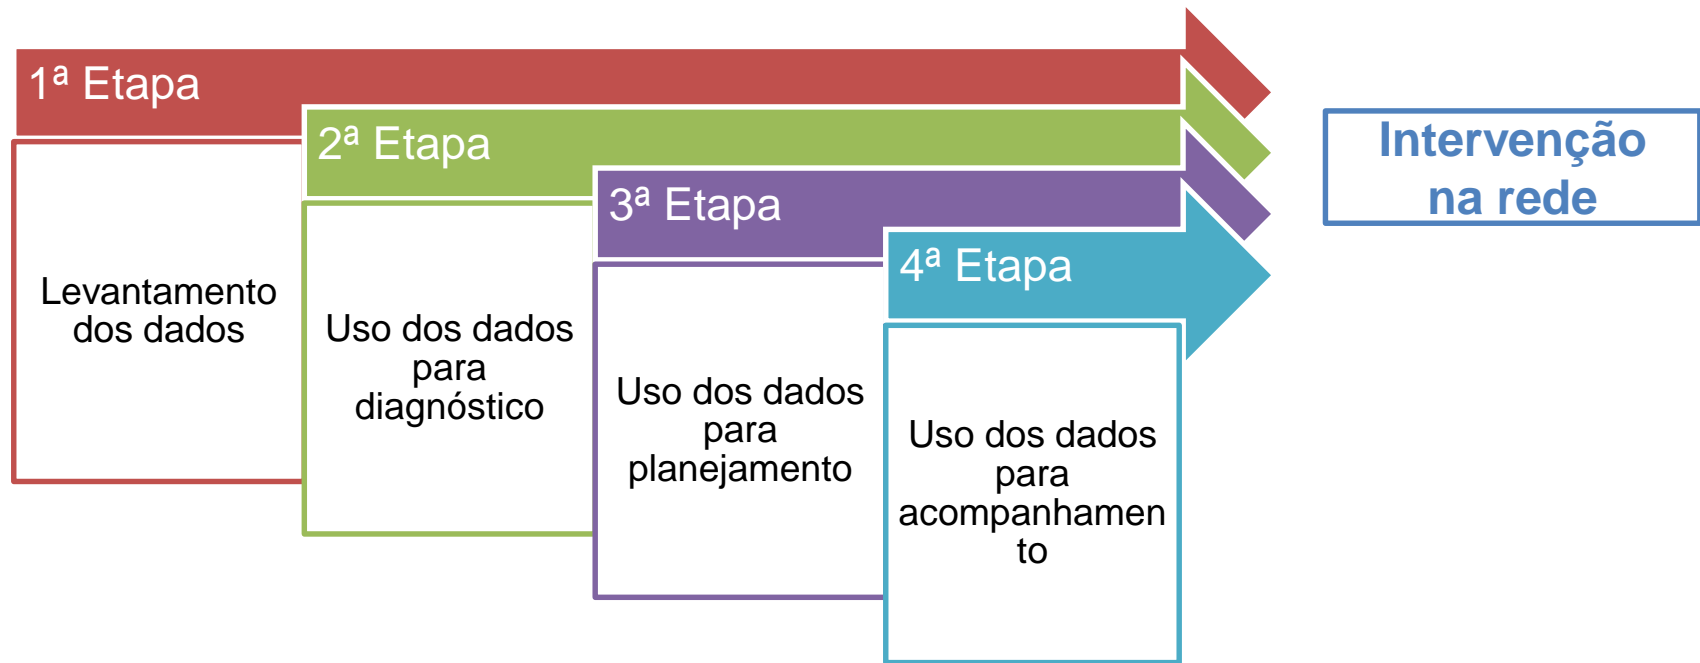 1ª Etapa
Levantamento
dos dados
2ª Etapa
Uso dos dados
para
diagnóstico
3ª Etapa
Uso dos dados
para
planejamento
4ª Etapa
Uso dos dados
para
acompanhamen
to
Intervenção
na rede